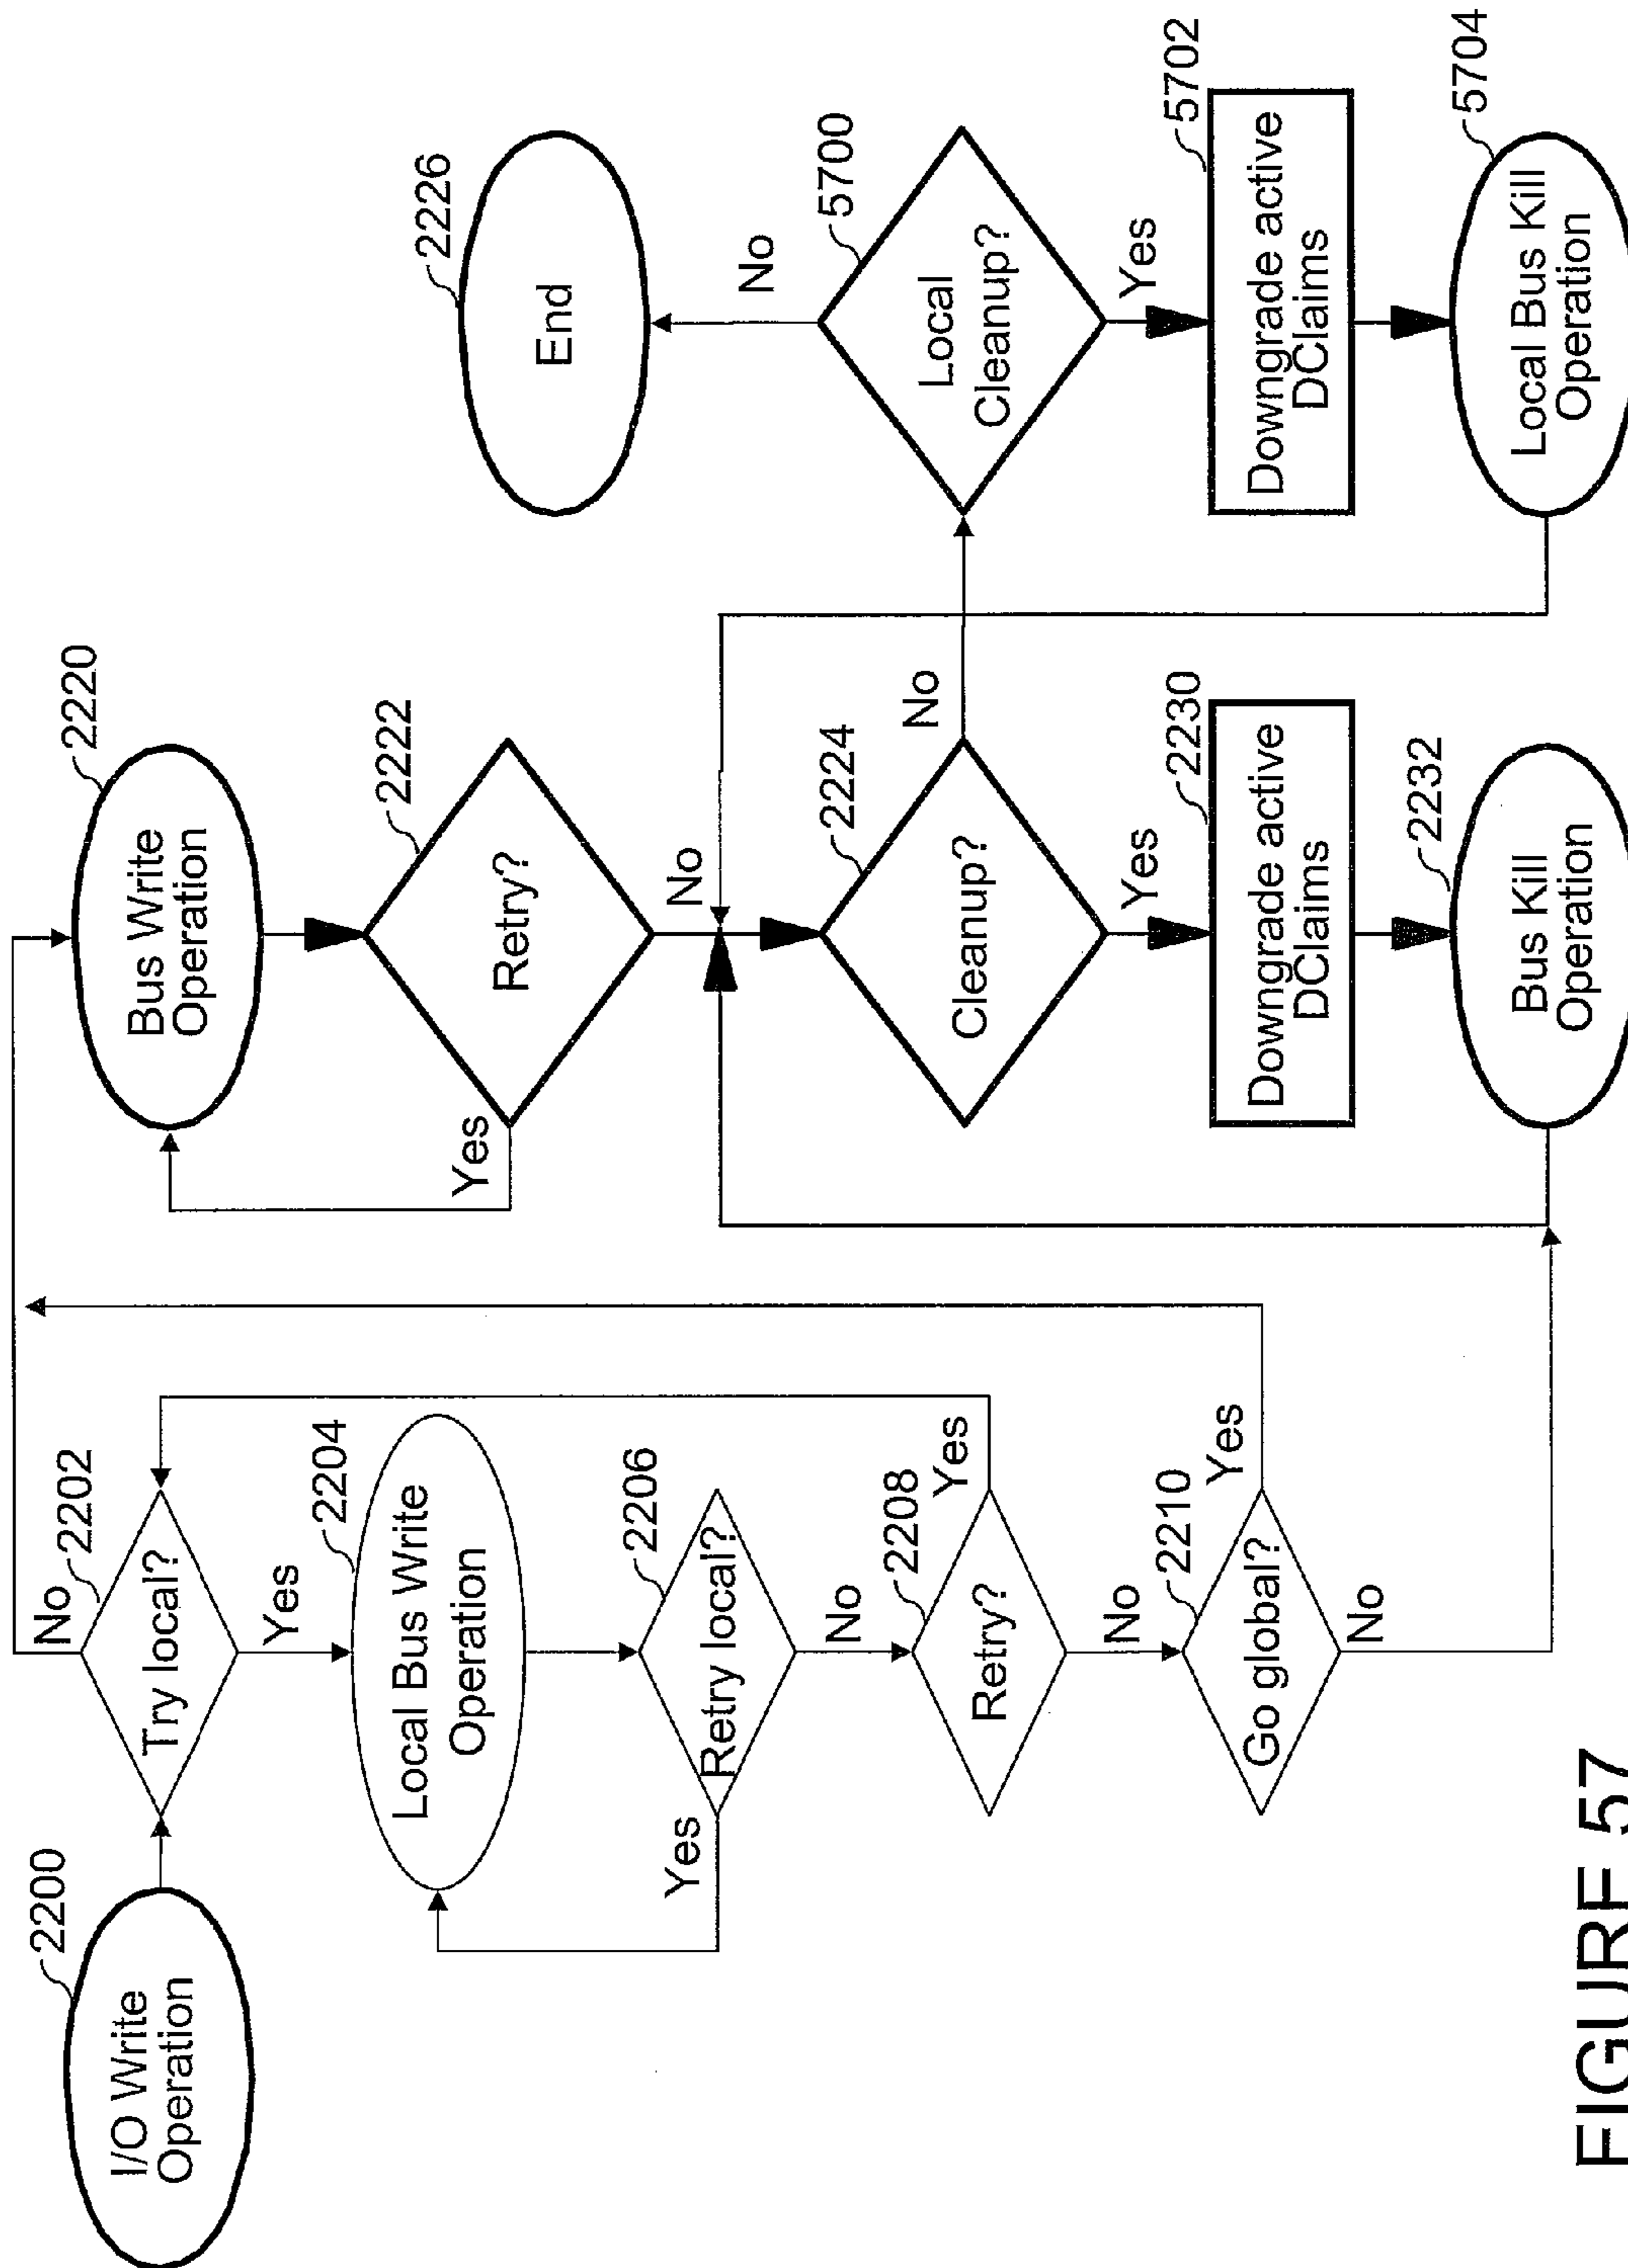 I/O Write
Operation
2200
Try local?
2202
No
Yes
Local Bus Write
Operation
2204
Retry local?
2206
Yes
No
Retry?
2208
Yes
No
Go global?
2210
Yes
No
Bus Write
Operation
2220
Retry?
2222
Yes
No
Cleanup?
2224
No
Yes
Downgrade active
DClaims
2230
Bus Kill
Operation
2232
End
2226
No
Local
Cleanup?
5700
Yes
Downgrade active
DClaims
5702
Local Bus Kill
Operation
5704
FIGURE 57